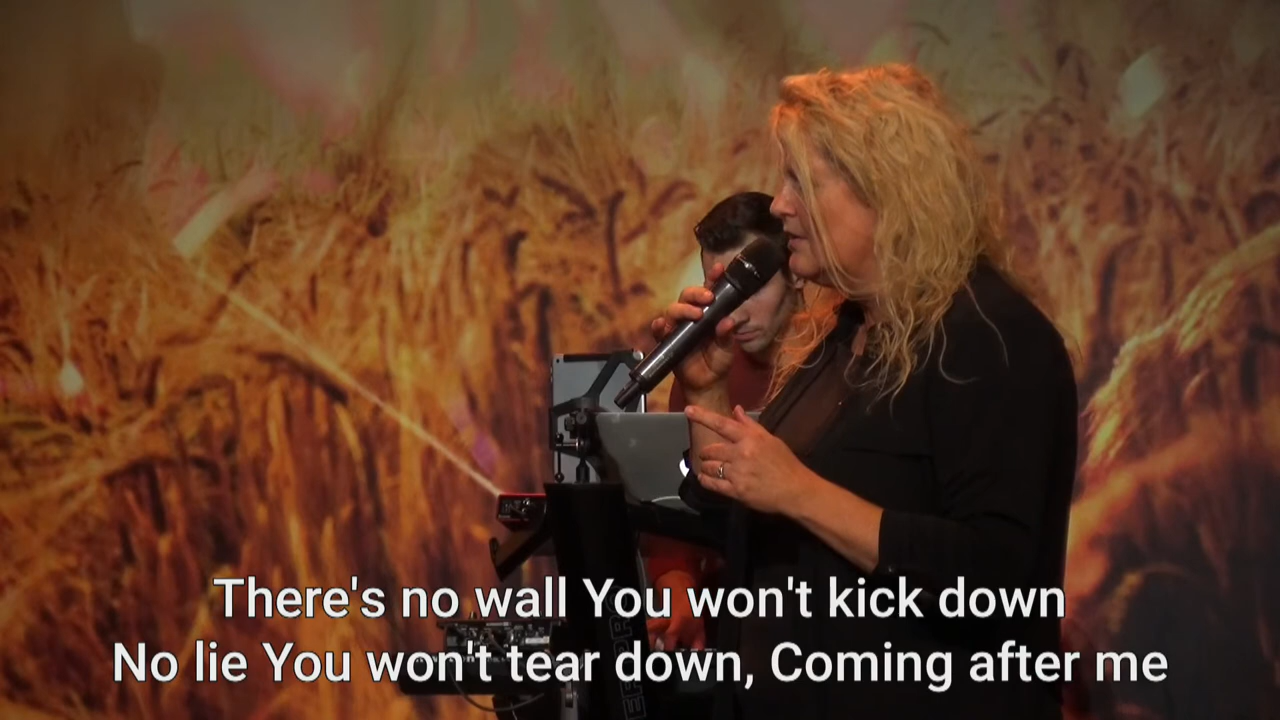 There's no wall You won't kick down
No lie You won't tear down, Coming after me